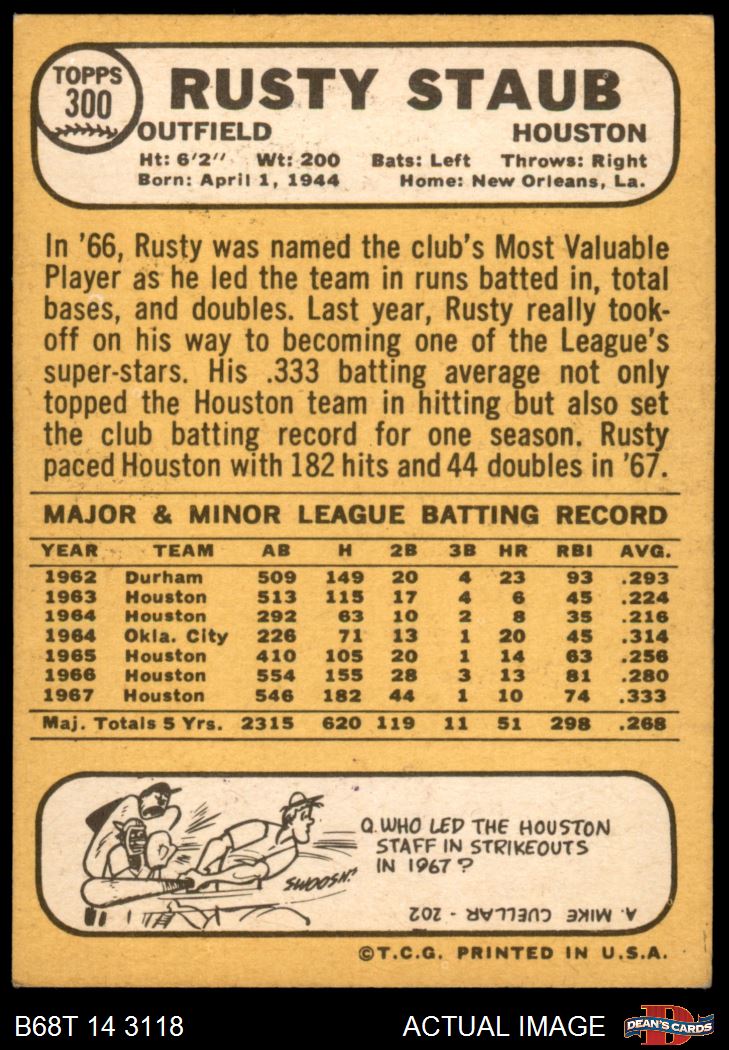 TOPPS
300
RUSTY STAUB
OUTFIELD HOUSTON
Ht: 6'2" Wt: 200 Bats: Left Throws: Right
Born: April 1, 1944 Home: New Orleans, La.
In '66, Rusty was named the club's Most Valuable
Player as he led the team in runs batted in, total
bases, and doubles. Last year, Rusty really took-
off on his way to becoming one of the League's
super-stars. His .333 batting average not only
topped the Houston team in hitting but also set
the club batting record for one season. Rusty
paced Houston with 182 hits and 44 doubles in '67.
MAJOR & MINOR LEAGUE BATTING RECORD
YEAR TEAM AB H 2B 3B HR RBI AVG.
1962 Durham 509 149 20 4 23 93 .293
1963 Houston 513 115 17 4 6 45 .224
1964 Houston 292 63 10 2 8 35 .216
1964 Okla. City 226 71 13 1 20 45 .314
1965 Houston 410 105 20 1 14 63 .256
1966 Houston 554 155 28 3 13 81 .280
1967 Houston 546 182 44 1 10 74 .333
Maj. Totals 5 Yrs. 2315 620 119 11 51 298 .268
Q. WHO LED THE HOUSTON
STAFF IN STRIKEOUTS
IN 1967?
SWOOSH!!
A. MIKE CUELLAR - 202
©T.C.G. PRINTED IN U.S.A.
B68T 14 3118 ACTUAL IMAGE
D
DEAN'S CARDS